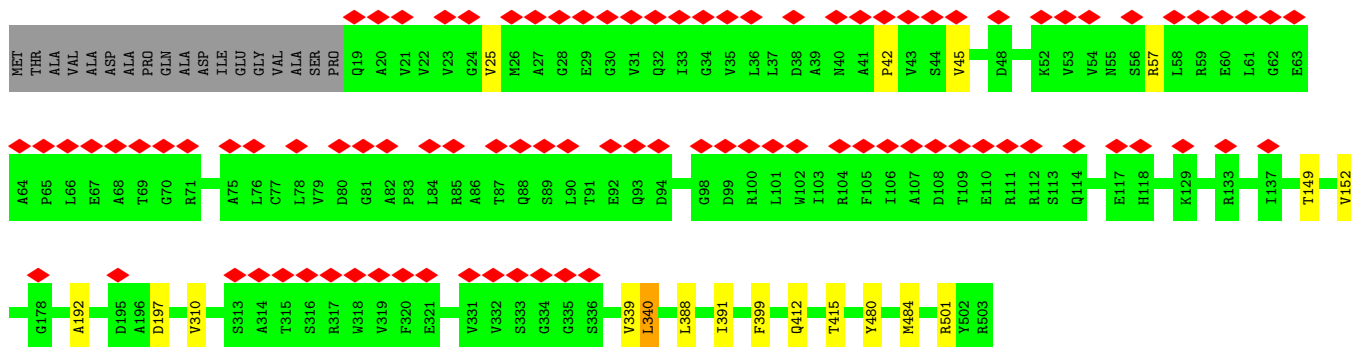 MET THR ALA VAL ALA ASP ALA PRO GLN ALA ASP ILE GLU GLY VAL ALA SER PRO Q19 A20 V21 V22 V23 G24 V25 M26 A27 G28 E29 G30 V31 Q32 I33 G34 V35 L36 L37 D38 A39 N40 A41 P42 V43 S44 V45 D48 K52 V53 V54 N55 S56 R57 L58 R59 E60 L61 G62 E63
A64 P65 L66 E67 A68 T69 G70 R71 A75 L76 C77 L78 V79 D80 G81 A82 P83 L84 R85 A86 T87 Q88 S89 L90 T91 E92 Q93 D94 G98 D99 R100 L101 W102 I103 R104 F105 I106 A107 D108 T109 E110 R111 R112 S113 Q114 E117 H118 K129 R133 I137 T149 V152
G178 A192 D195 A196 D197 V310 S313 A314 T315 S316 R317 W318 V319 F320 E321 V331 V332 S333 G334 G335 S336 V339 L340 L388 I391 F399 Q412 T415 Y480 M484 R501 Y502 R503